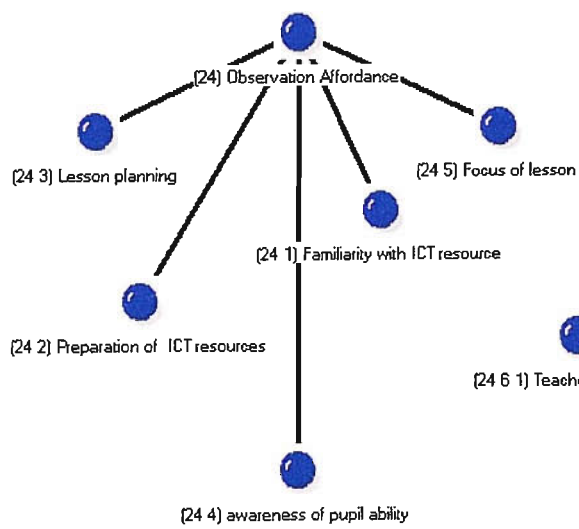 (24) Observation Affordance
(24 3) Lesson planning
(24 5) Focus of lesson
(24 1) Familiarity with ICT resource
(24 2) Preparation of ICT resources
(24 6 1)
(24 4) awareness of pupil ability